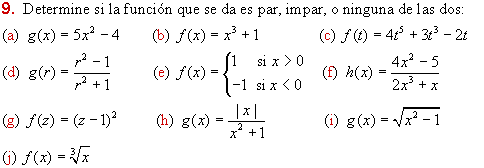 9. Determine si la función que se da es par, impar, o ninguna de las dos:
(a) g(x) = 5x² − 4 (b) f(x) = x³ + 1 (c) f(t) = 4t⁵ + 3t³ − 2t
(d) g(r) = (r² − 1)/(r² + 1) (e) f(x) = {1 si x > 0; −1 si x < 0 (f) h(x) = (4x² − 5)/(2x³ + x)
(g) f(z) = (z − 1)² (h) g(x) = |x|/(x² + 1) (i) g(x) = √(x² − 1)
(j) f(x) = ∛x